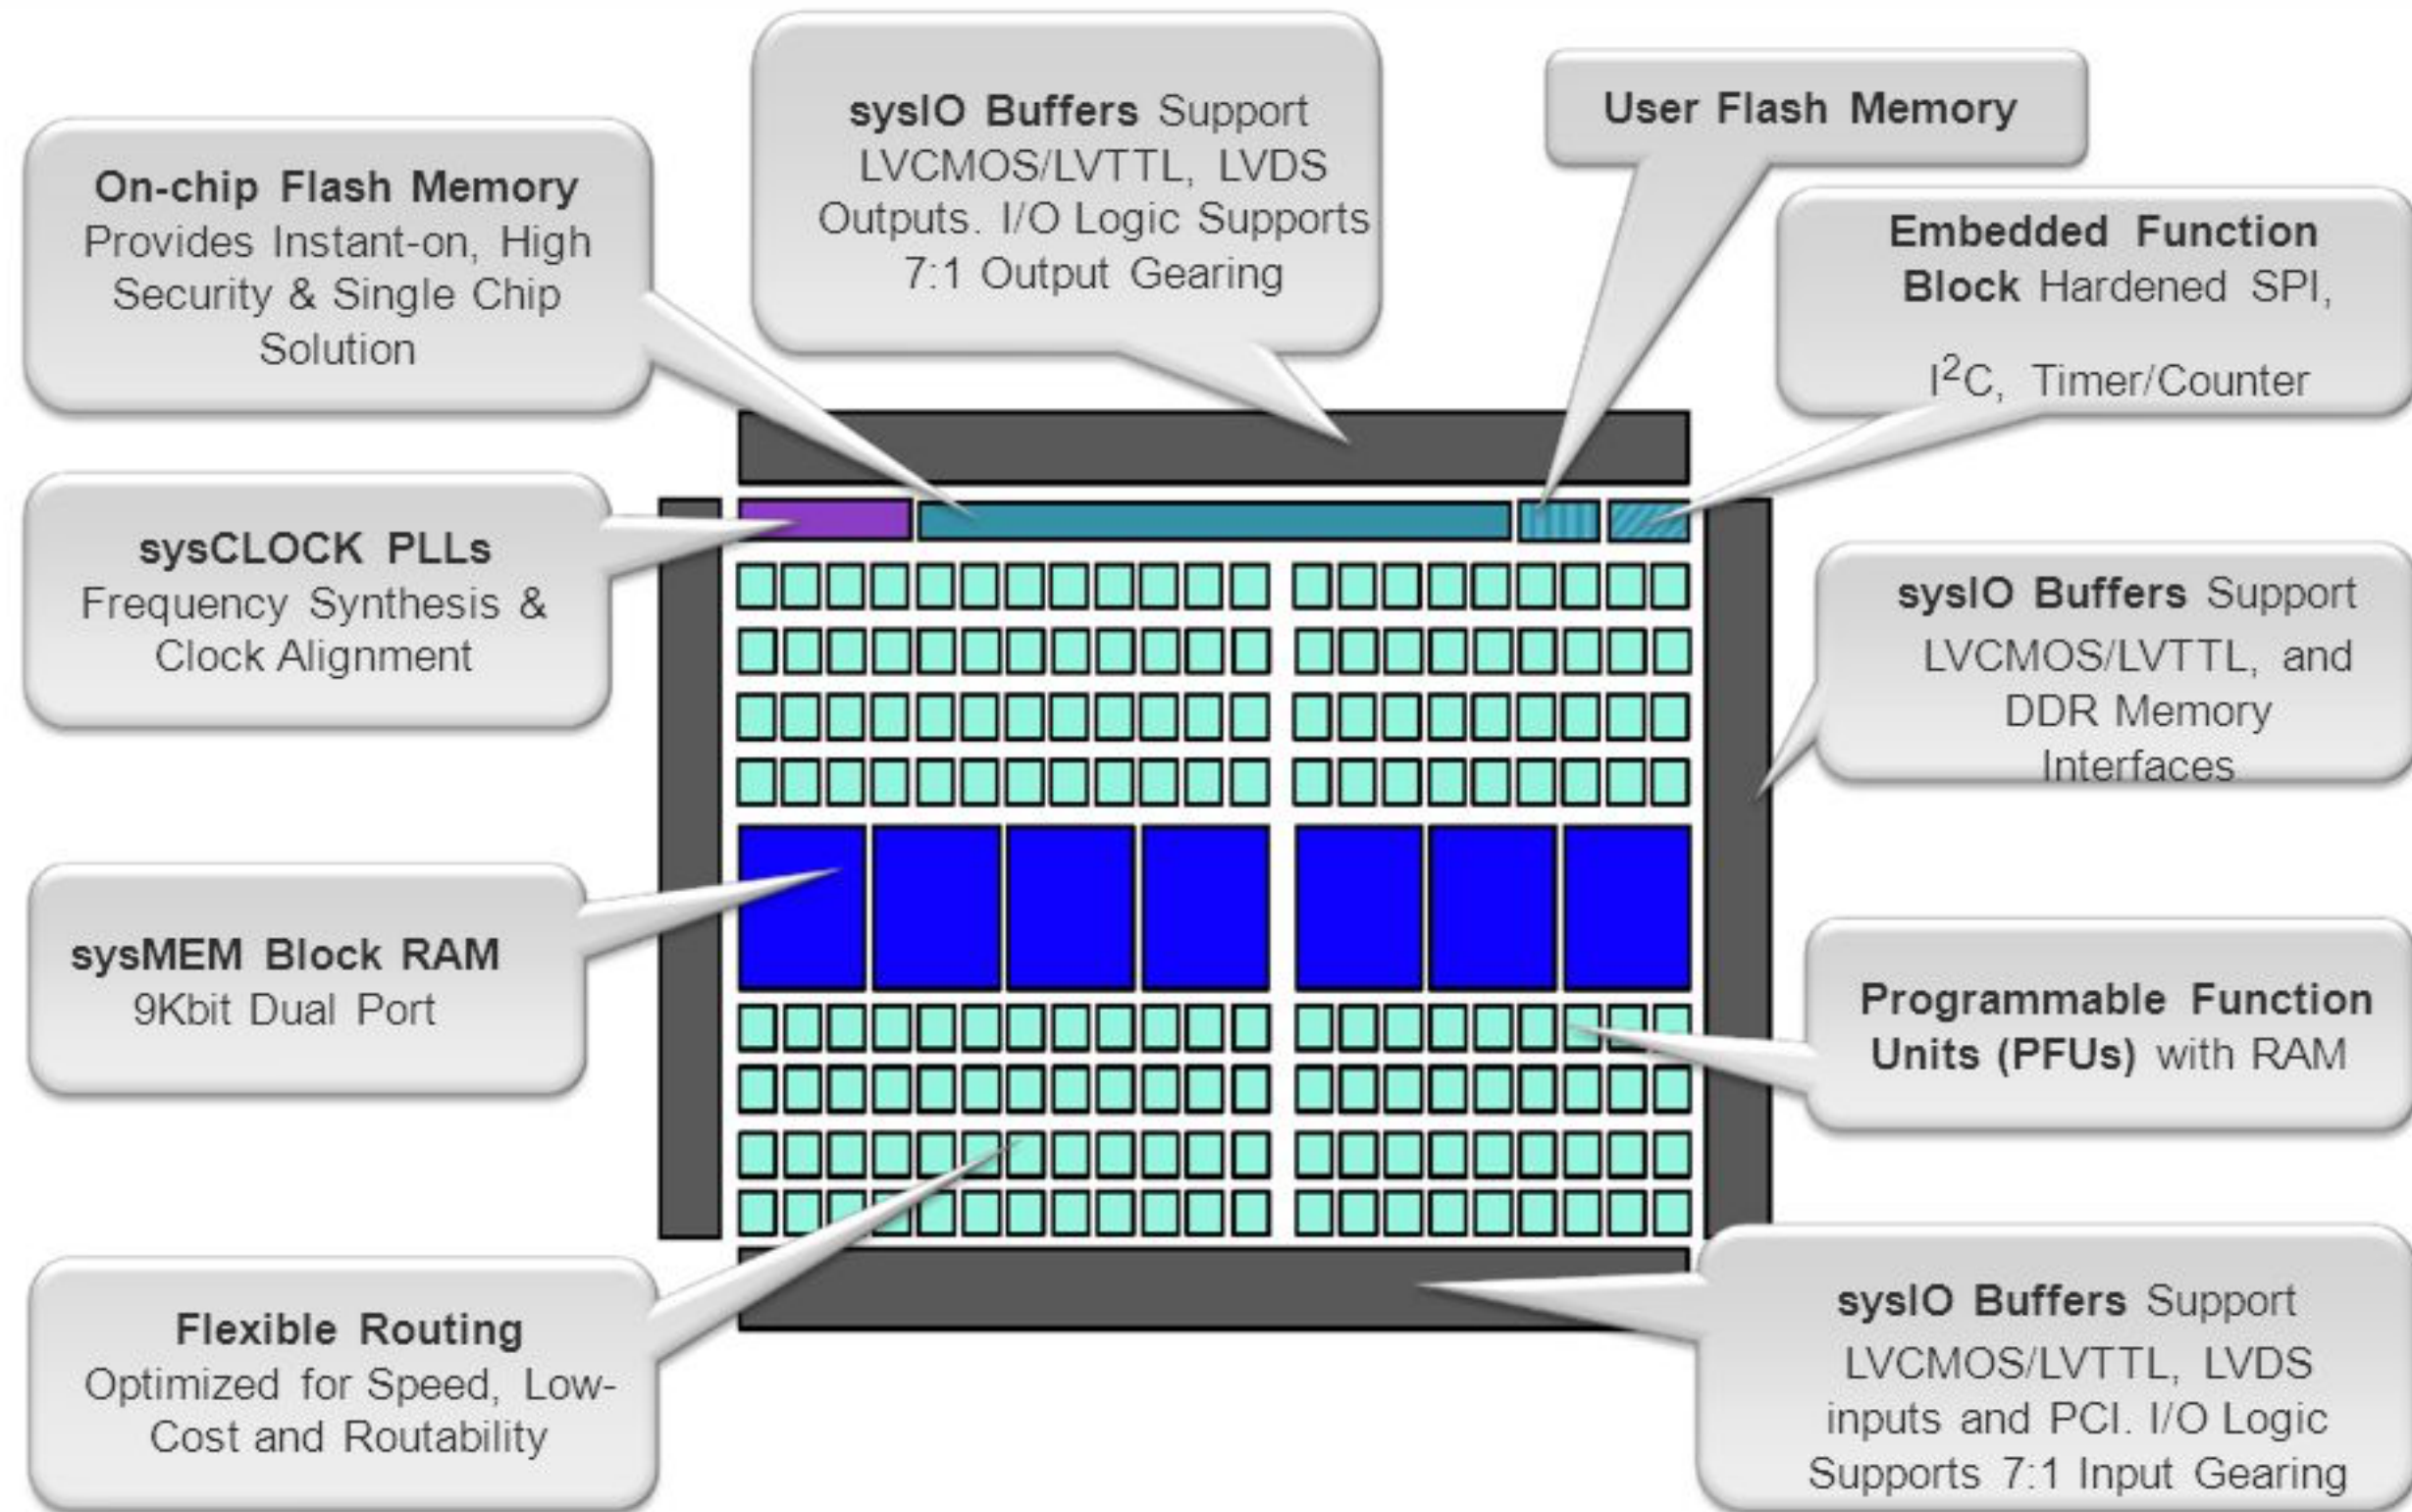 sysIO Buffers Support
LVCMOS/LVTTL, LVDS
Outputs. I/O Logic Supports
7:1 Output Gearing
User Flash Memory
On-chip Flash Memory
Provides Instant-on, High
Security & Single Chip
Solution
Embedded Function
Block Hardened SPI,
I²C, Timer/Counter
sysCLOCK PLLs
Frequency Synthesis &
Clock Alignment
sysIO Buffers Support
LVCMOS/LVTTL, and
DDR Memory
Interfaces
sysMEM Block RAM
9Kbit Dual Port
Programmable Function
Units (PFUs) with RAM
Flexible Routing
Optimized for Speed, Low-
Cost and Routability
sysIO Buffers Support
LVCMOS/LVTTL, LVDS
inputs and PCI. I/O Logic
Supports 7:1 Input Gearing